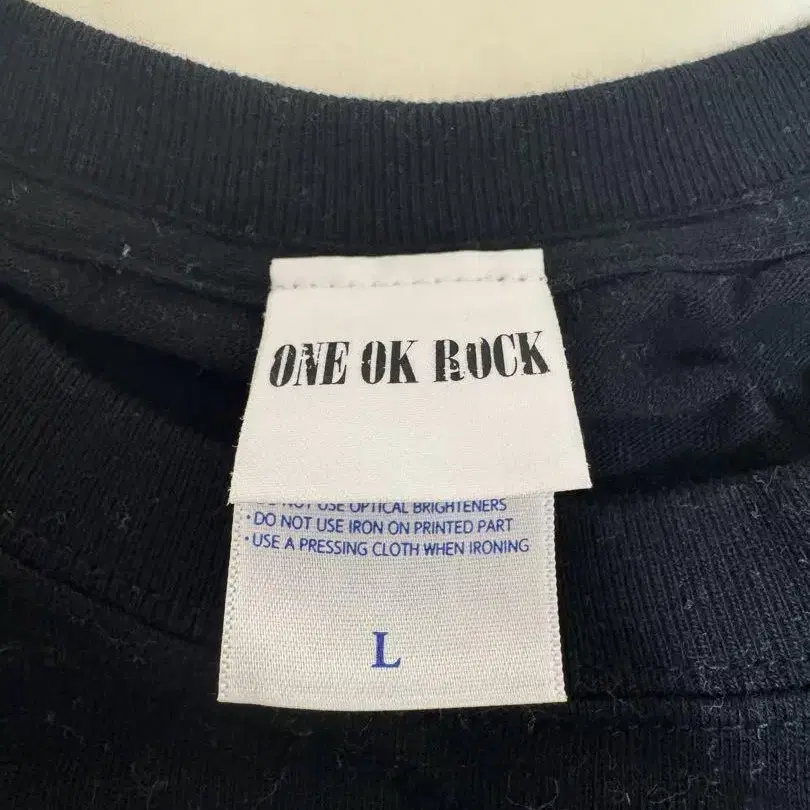 ONE OK ROCK
DO NOT USE OPTICAL BRIGHTENERS
・DO NOT USE IRON ON PRINTED PART
・USE A PRESSING CLOTH WHEN IRONING
L